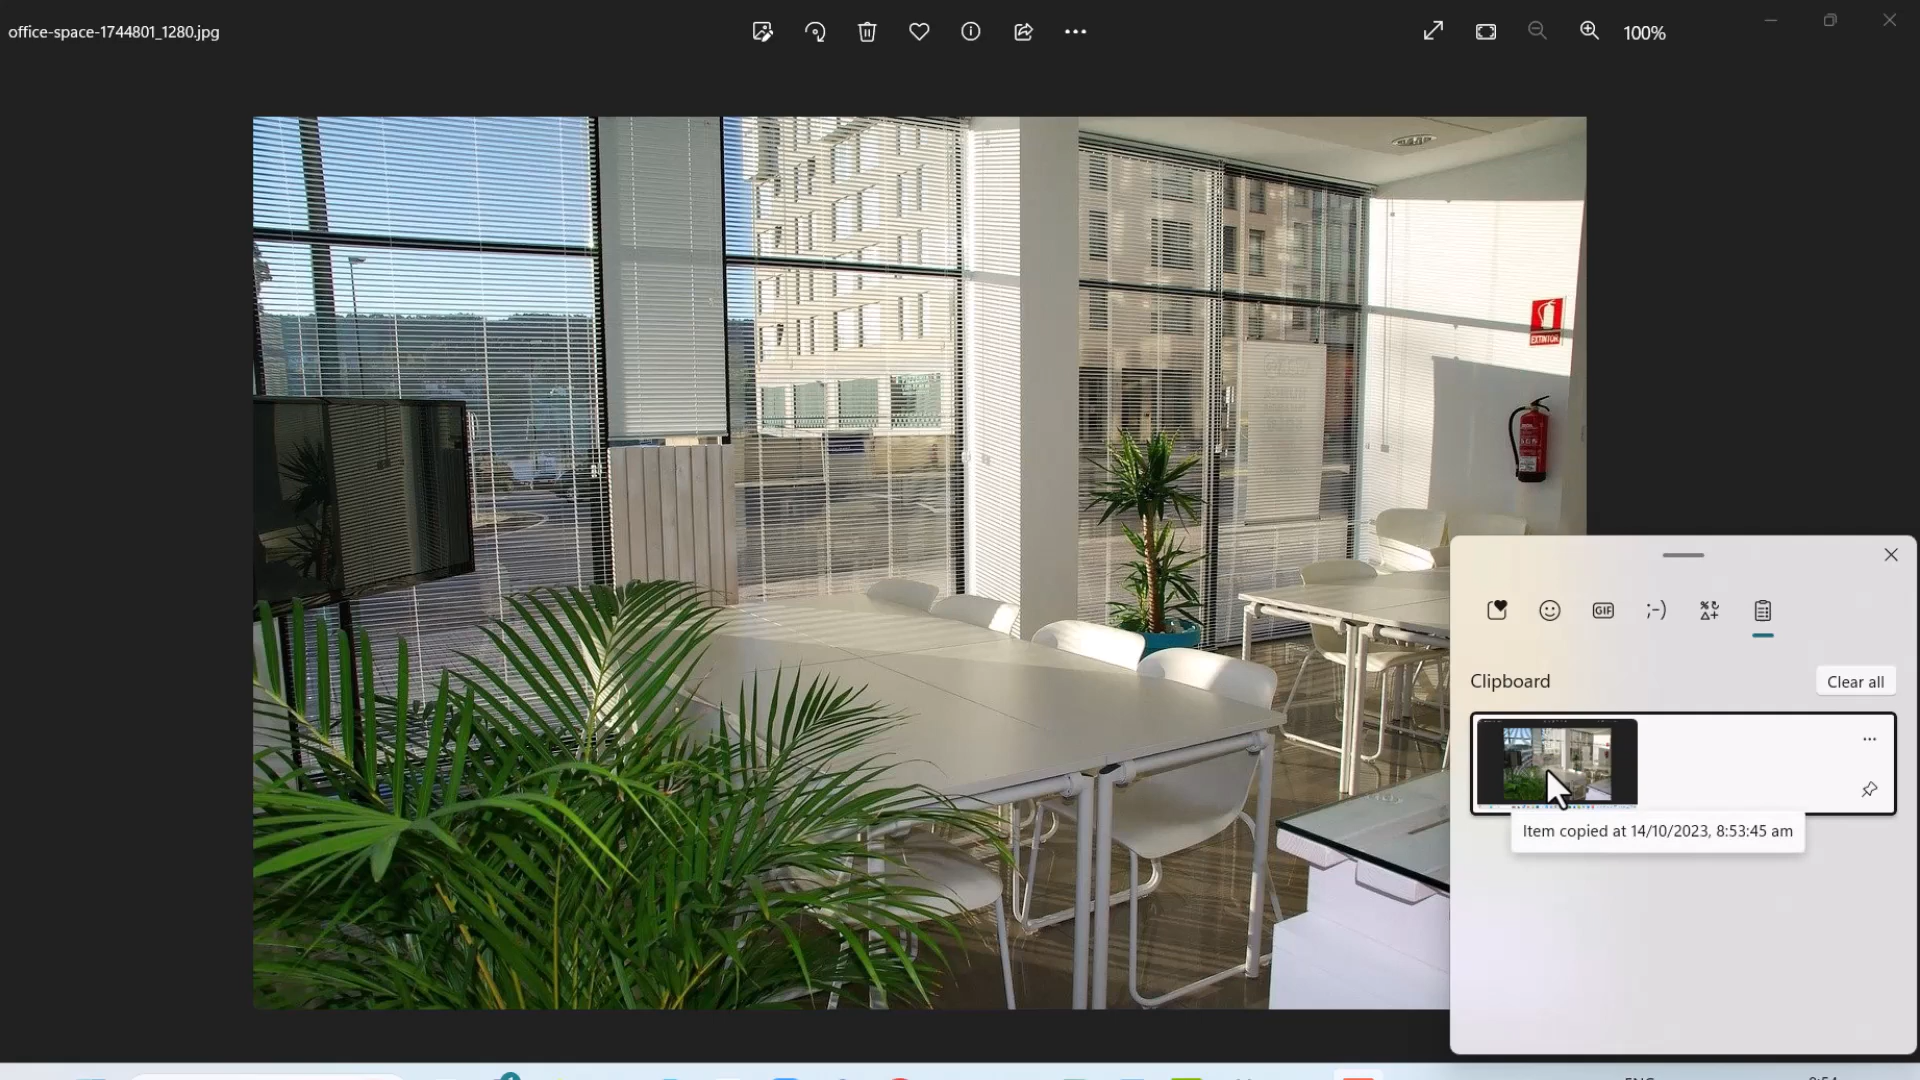 office-space-1744801_1280.jpg
100%
EXTINTOR
GIF
;-)
Clipboard
Clear all
Item copied at 14/10/2023, 8:53:45 am